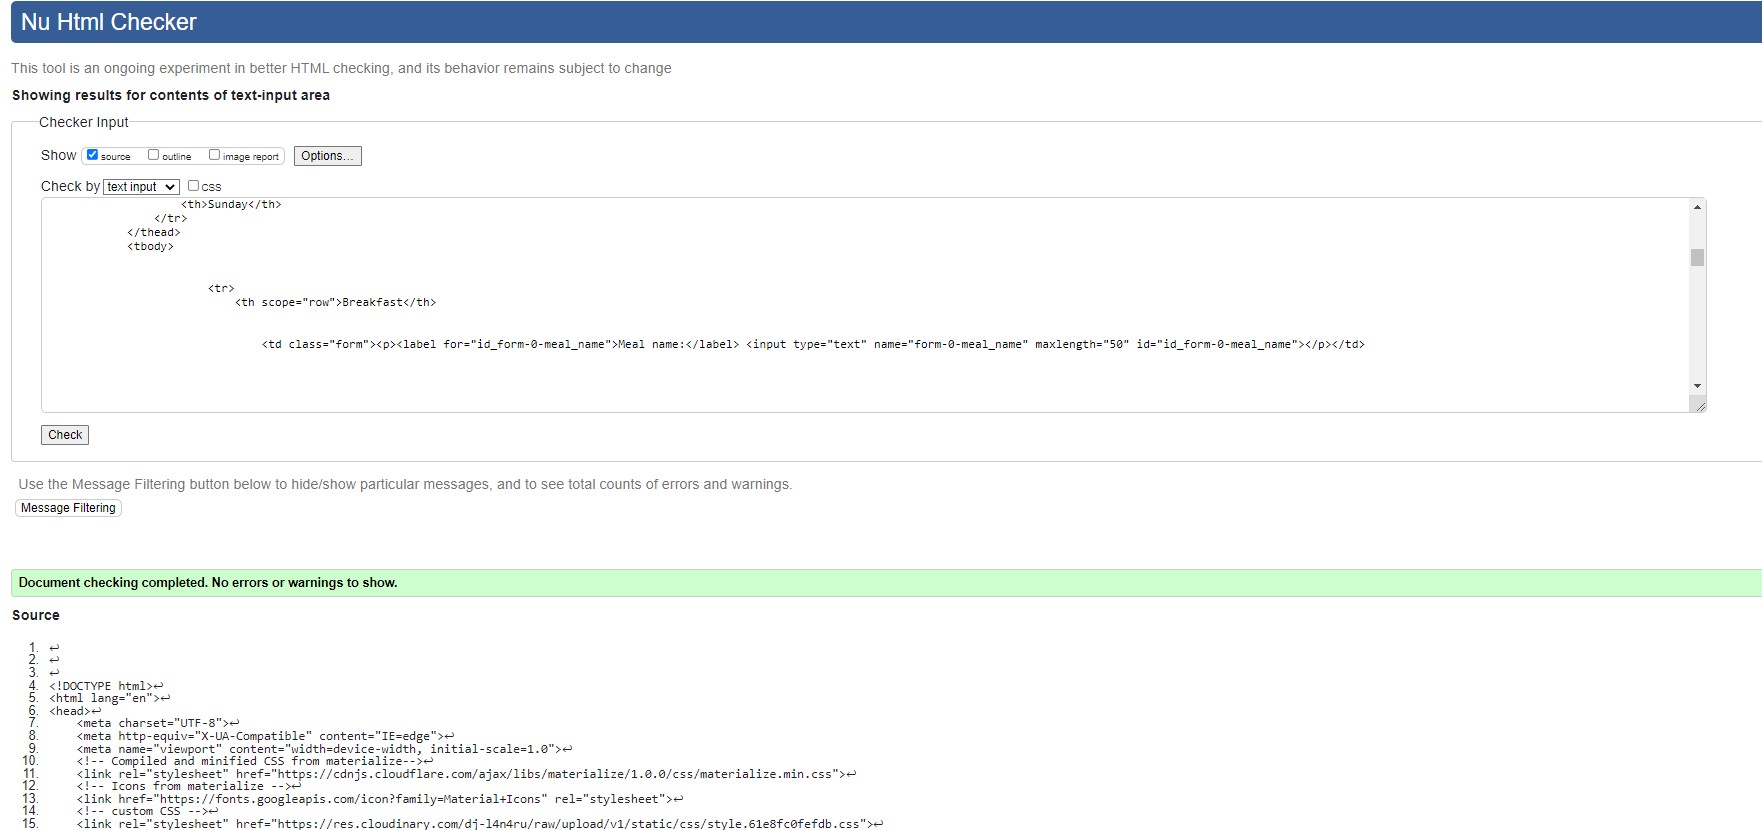 Nu Html Checker
This tool is an ongoing experiment in better HTML checking, and its behavior remains subject to change
Showing results for contents of text-input area
Checker Input
Show source outline image report Options...
Check by text input css
<th>Sunday</th>
</tr>
</thead>
<tbody>
<tr>
<th scope="row">Breakfast</th>
<td class="form"><p><label for="id_form-0-meal_name">Meal name:</label> <input type="text" name="form-0-meal_name" maxlength="50" id="id_form-0-meal_name"></p></td>
Check
Use the Message Filtering button below to hide/show particular messages, and to see total counts of errors and warnings.
Message Filtering
Document checking completed. No errors or warnings to show.
Source
1. ↩
2. ↩
3. ↩
4. <!DOCTYPE html>↩
5. <html lang="en">↩
6. <head>↩
7. <meta charset="UTF-8">↩
8. <meta http-equiv="X-UA-Compatible" content="IE=edge">↩
9. <meta name="viewport" content="width=device-width, initial-scale=1.0">↩
10. <!-- Compiled and minified CSS from materialize-->↩
11. <link rel="stylesheet" href="https://cdnjs.cloudflare.com/ajax/libs/materialize/1.0.0/css/materialize.min.css">↩
12. <!-- Icons from materialize -->↩
13. <link href="https://fonts.googleapis.com/icon?family=Material+Icons" rel="stylesheet">↩
14. <!-- custom CSS -->↩
15. <link rel="stylesheet" href="https://res.cloudinary.com/dj-l4n4ru/raw/upload/v1/static/css/style.61e8fc0fefdb.css">↩